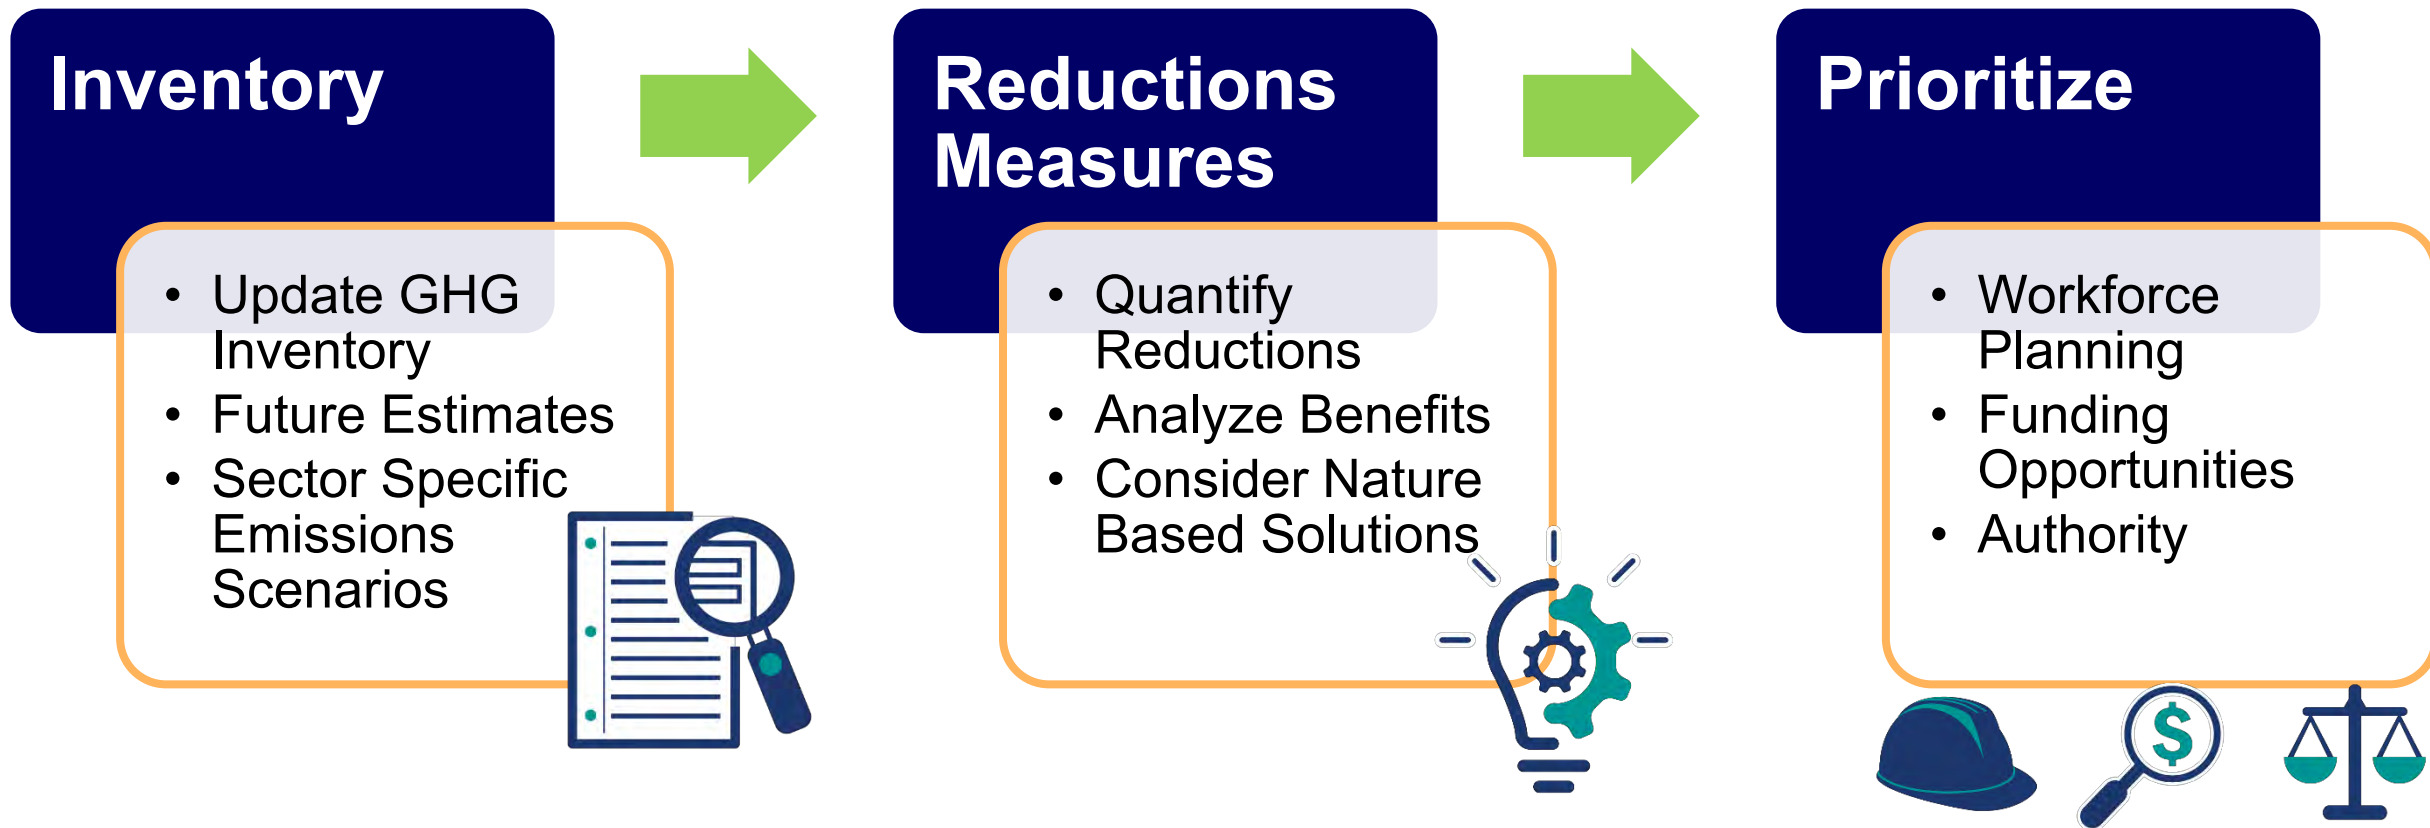 Inventory
• Update GHG
Inventory
• Future Estimates
• Sector Specific
Emissions
Scenarios
Reductions
Measures
• Quantify
Reductions
• Analyze Benefits
• Consider Nature
Based Solutions
Prioritize
• Workforce
Planning
• Funding
Opportunities
• Authority
$